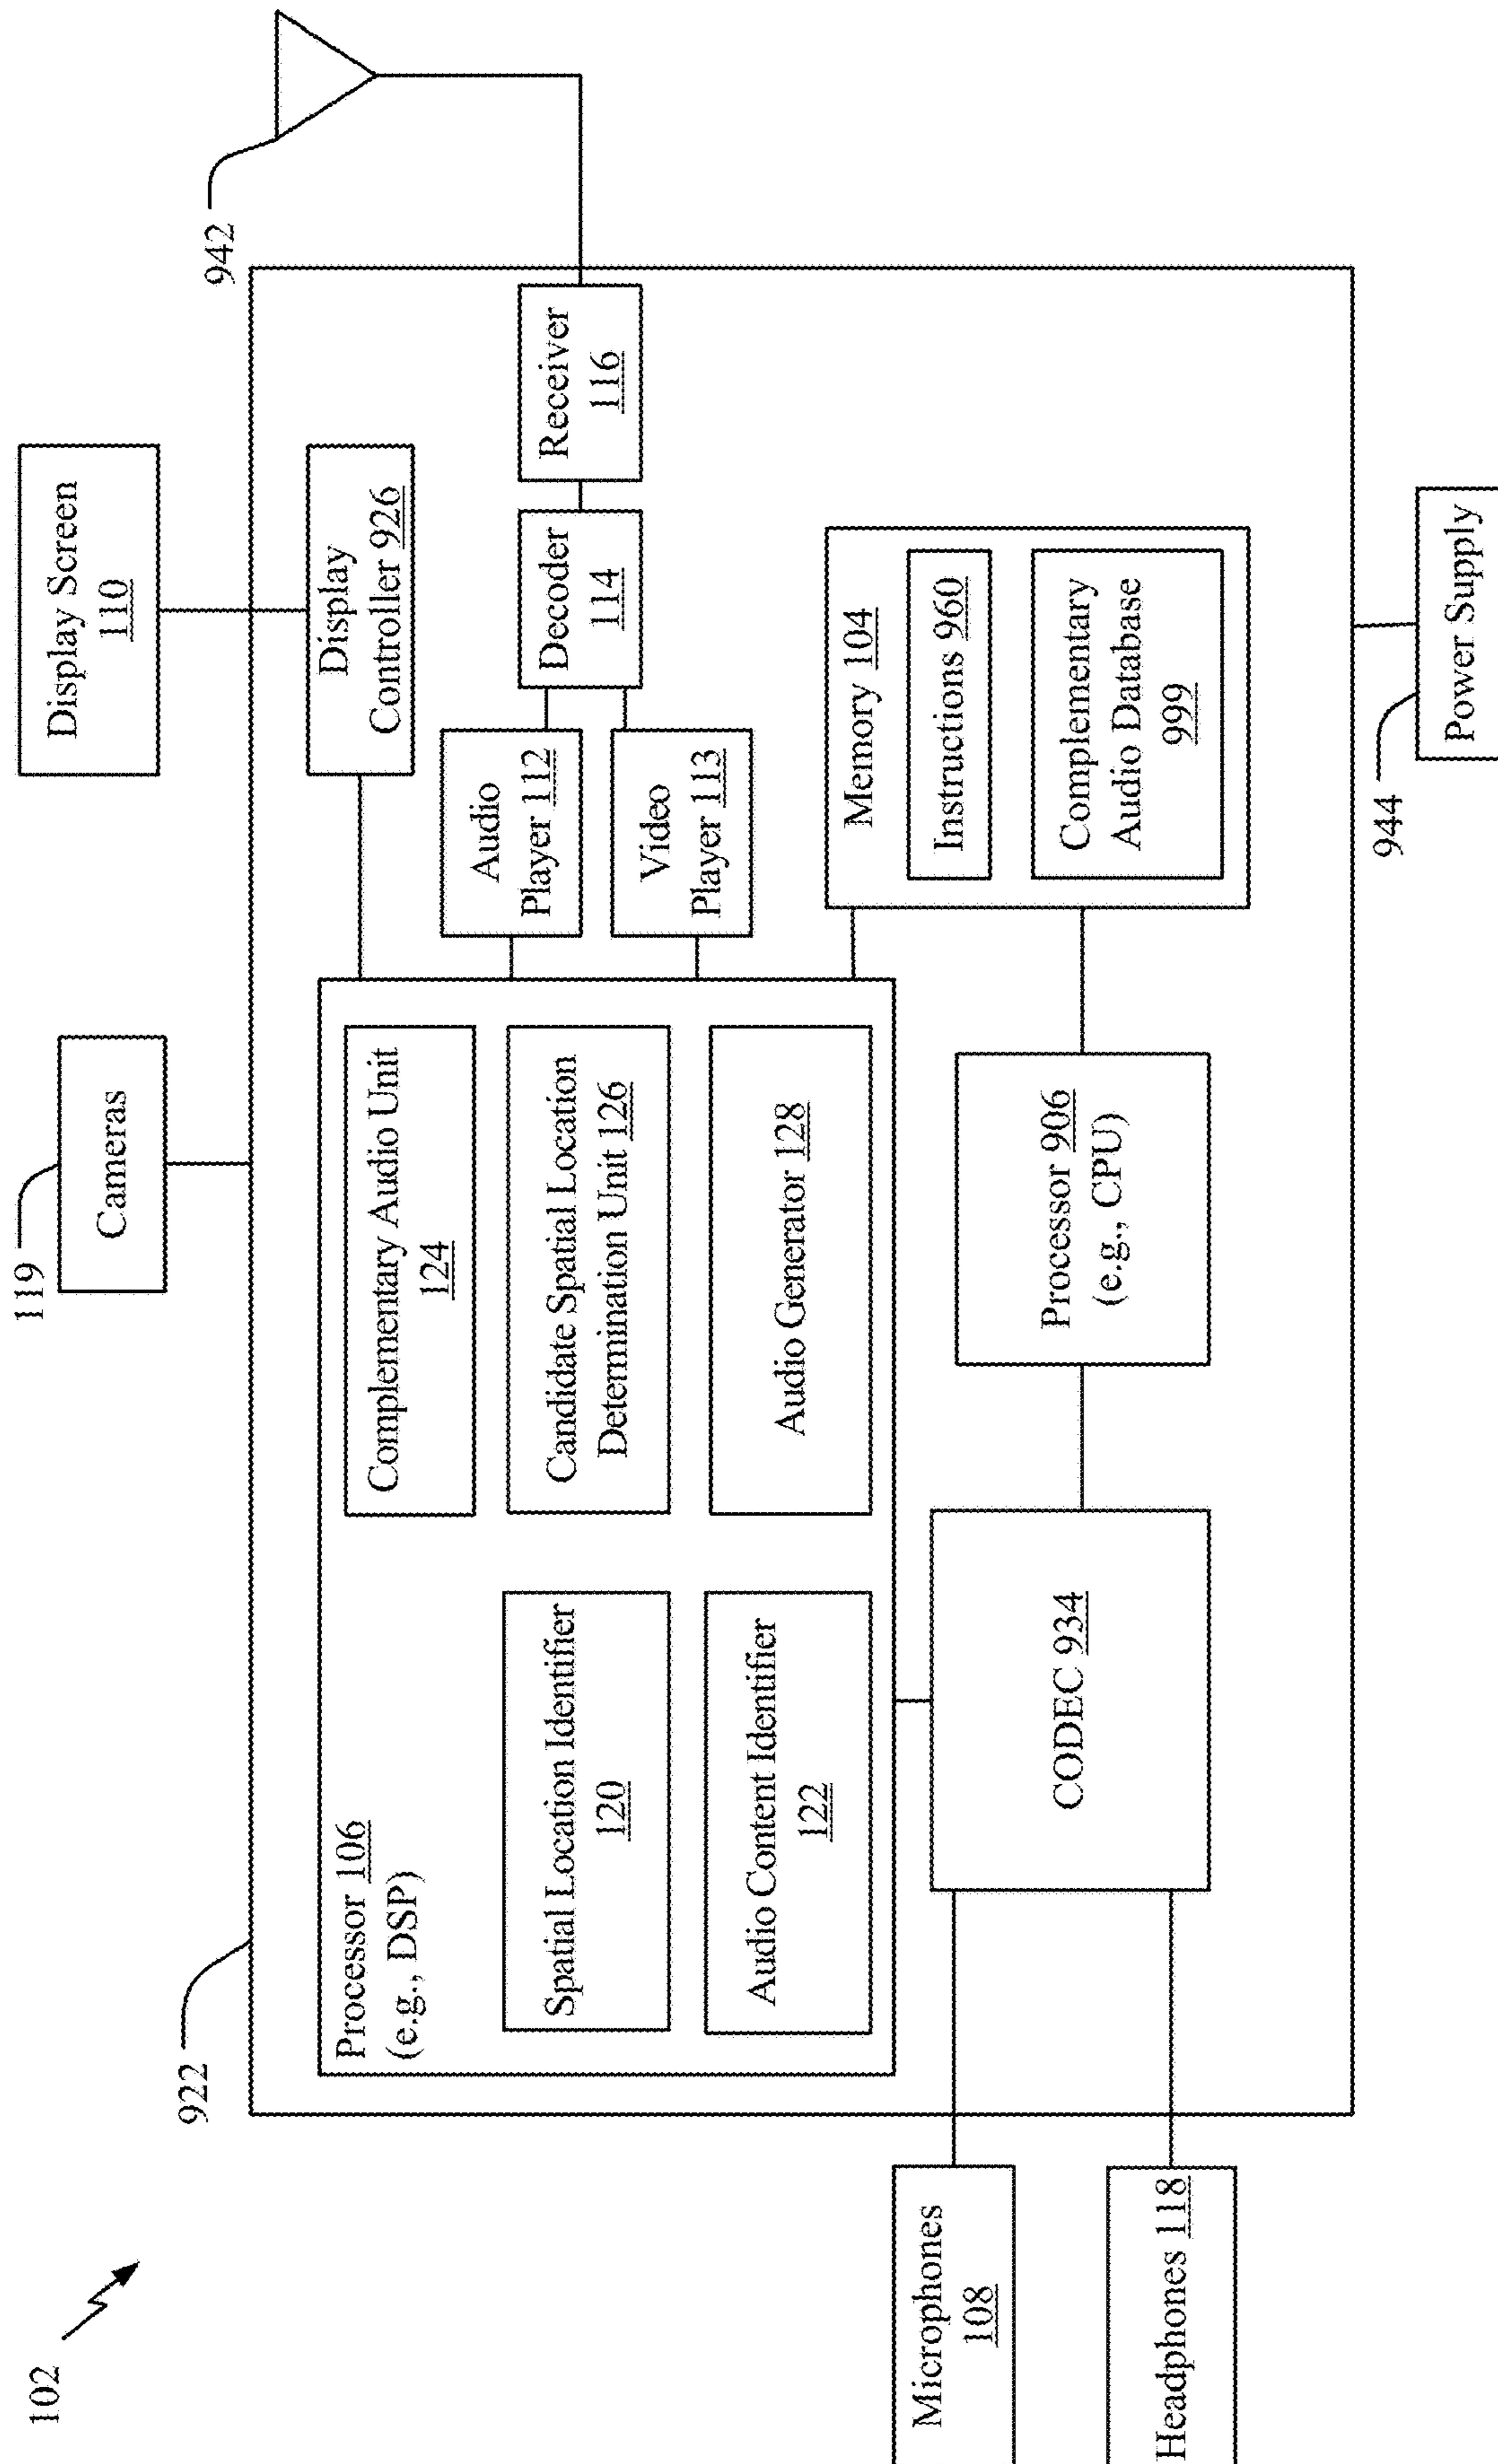 102
922
119
Cameras
Display Screen
110
942
Processor 106
(e.g., DSP)
Complementary Audio Unit
124
Display
Controller 926
Spatial Location Identifier
120
Candidate Spatial Location
Determination Unit 126
Audio
Player 112
Decoder
114
Receiver
116
Audio Content Identifier
122
Audio Generator 128
Video
Player 113
Memory 104
Instructions 960
Complementary
Audio Database
999
CODEC 934
Processor 906
(e.g., CPU)
Microphones
108
Headphones 118
944
Power Supply